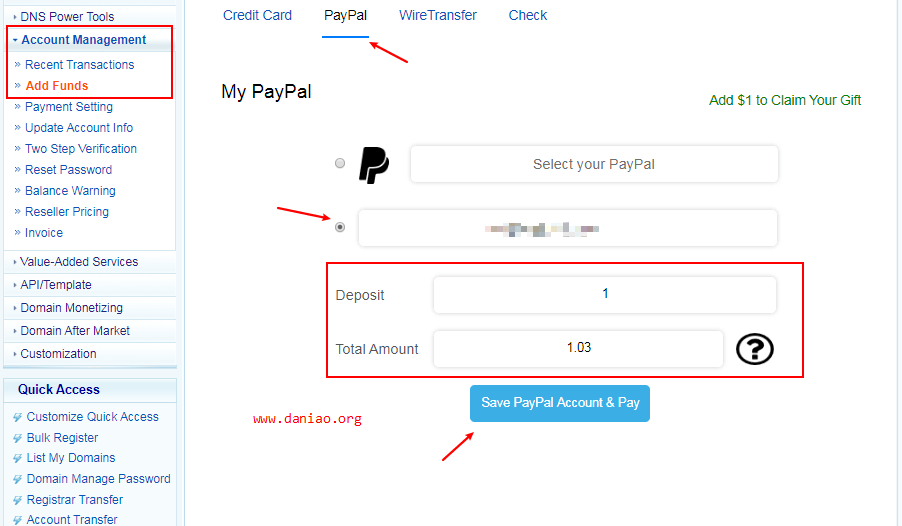 DNS Power Tools
Account Management
» Recent Transactions
» Add Funds
» Payment Setting
» Update Account Info
» Two Step Verification
» Reset Password
» Balance Warning
» Reseller Pricing
» Invoice
Value-Added Services
API/Template
Domain Monetizing
Domain After Market
Customization
Quick Access
Customize Quick Access
Bulk Register
List My Domains
Domain Manage Password
Registrar Transfer
Account Transfer
Credit Card PayPal WireTransfer Check
My PayPal
Add $1 to Claim Your Gift
Select your PayPal
Deposit 1
Total Amount 1.03 ?
Save PayPal Account & Pay
www.daniao.org